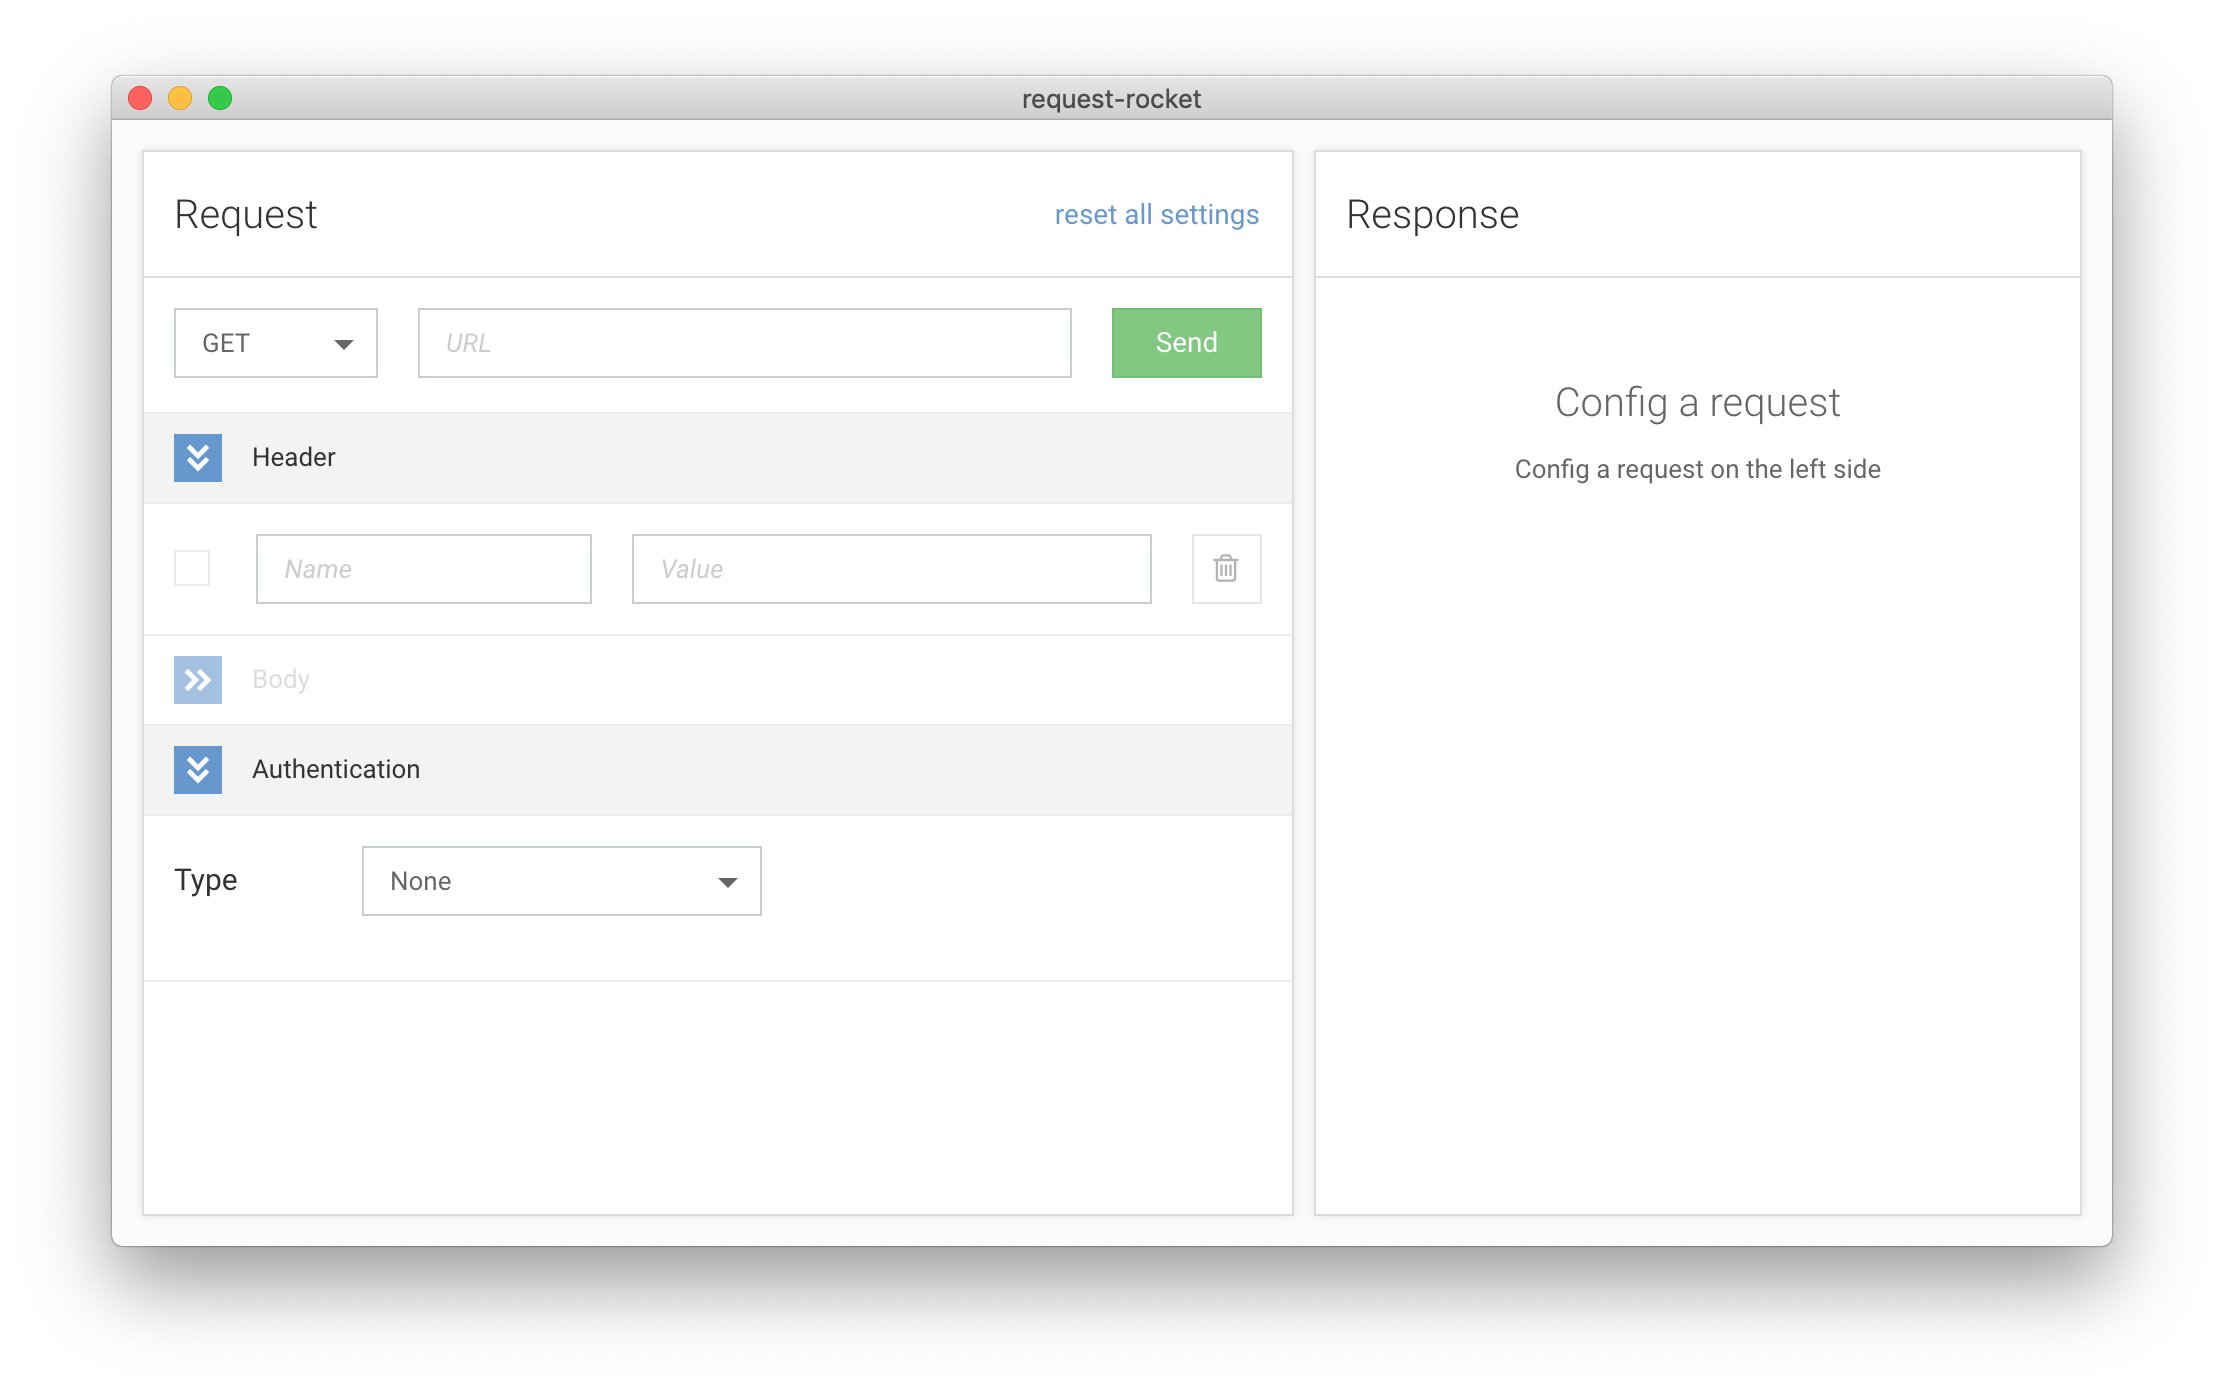 request-rocket
Request
reset all settings
GET
URL
Send
Header
Name
Value
Body
Authentication
Type
None
Response
Config a request
Config a request on the left side